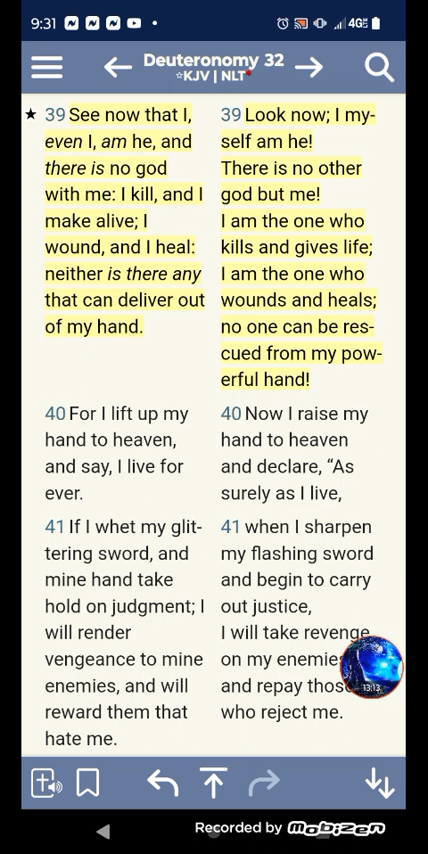 9:31
4G
Deuteronomy 32
☆KJV | NLT
39 See now that I,
even I, am he, and
there is no god
with me: I kill, and I
make alive; I
wound, and I heal:
neither is there any
that can deliver out
of my hand.
39 Look now; I my-
self am he!
There is no other
god but me!
I am the one who
kills and gives life;
I am the one who
wounds and heals;
no one can be res-
cued from my pow-
erful hand!
40 For I lift up my
hand to heaven,
and say, I live for
ever.
40 Now I raise my
hand to heaven
and declare, “As
surely as I live,
41 If I whet my glit-
tering sword, and
mine hand take
hold on judgment; I
will render
vengeance to mine
enemies, and will
reward them that
hate me.
41 when I sharpen
my flashing sword
and begin to carry
out justice,
I will take revenge
on my
and repay
who reject me.
13:13
Recorded by Mobizen